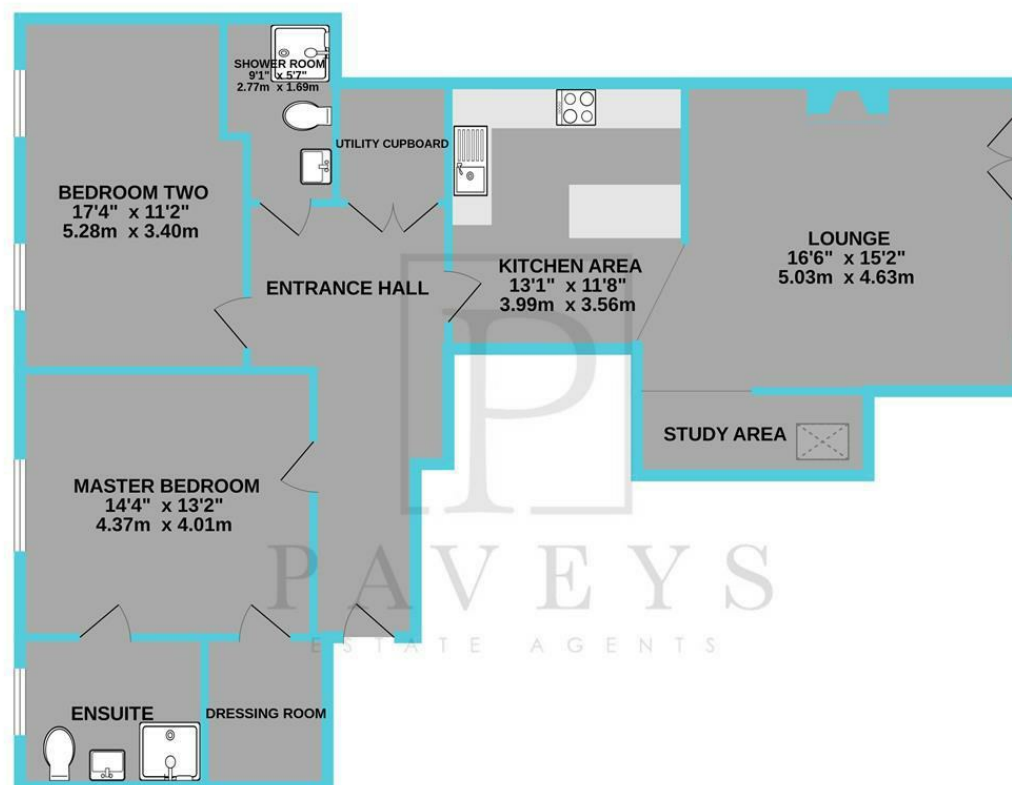 SHOWER ROOM
9'1" x 5'7"
2.77m x 1.69m
UTILITY CUPBOARD
BEDROOM TWO
17'4" x 11'2"
5.28m x 3.40m
ENTRANCE HALL
KITCHEN AREA
13'1" x 11'8"
3.99m x 3.56m
LOUNGE
16'6" x 15'2"
5.03m x 4.63m
STUDY AREA
MASTER BEDROOM
14'4" x 13'2"
4.37m x 4.01m
P
PAVEYS
ESTATE AGENTS
ENSUITE
DRESSING ROOM